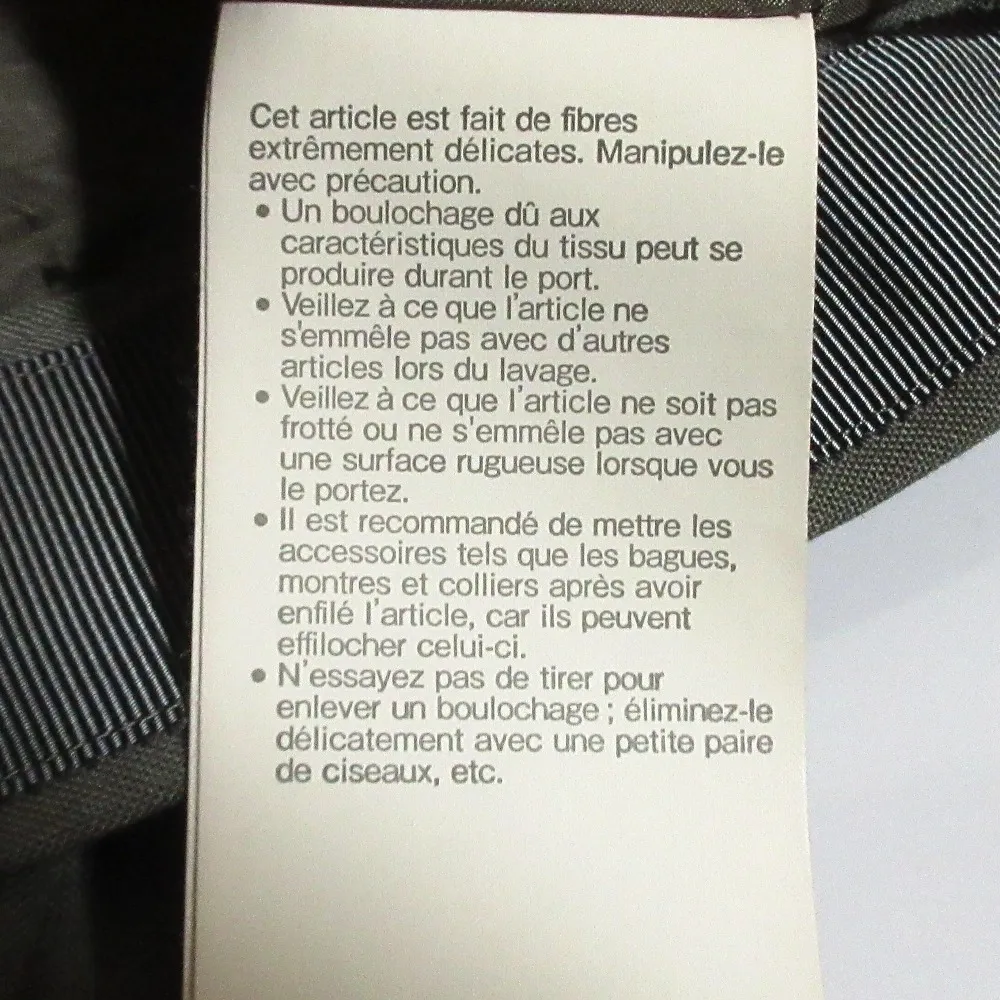 Cet article est fait de fibres
extrêmement délicates. Manipulez-le
avec précaution.
• Un boulochage dû aux
caractéristiques du tissu peut se
produire durant le port.
• Veillez à ce que l'article ne
s'emmêle pas avec d'autres
articles lors du lavage.
• Veillez à ce que l'article ne soit pas
frotté ou ne s'emmêle pas avec
une surface rugueuse lorsque vous
le portez.
• Il est recommandé de mettre les
accessoires tels que les bagues,
montres et colliers après avoir
enfilé l'article, car ils peuvent
effilocher celui-ci.
• N'essayez pas de tirer pour
enlever un boulochage ; éliminez-le
délicatement avec une petite paire
de ciseaux, etc.